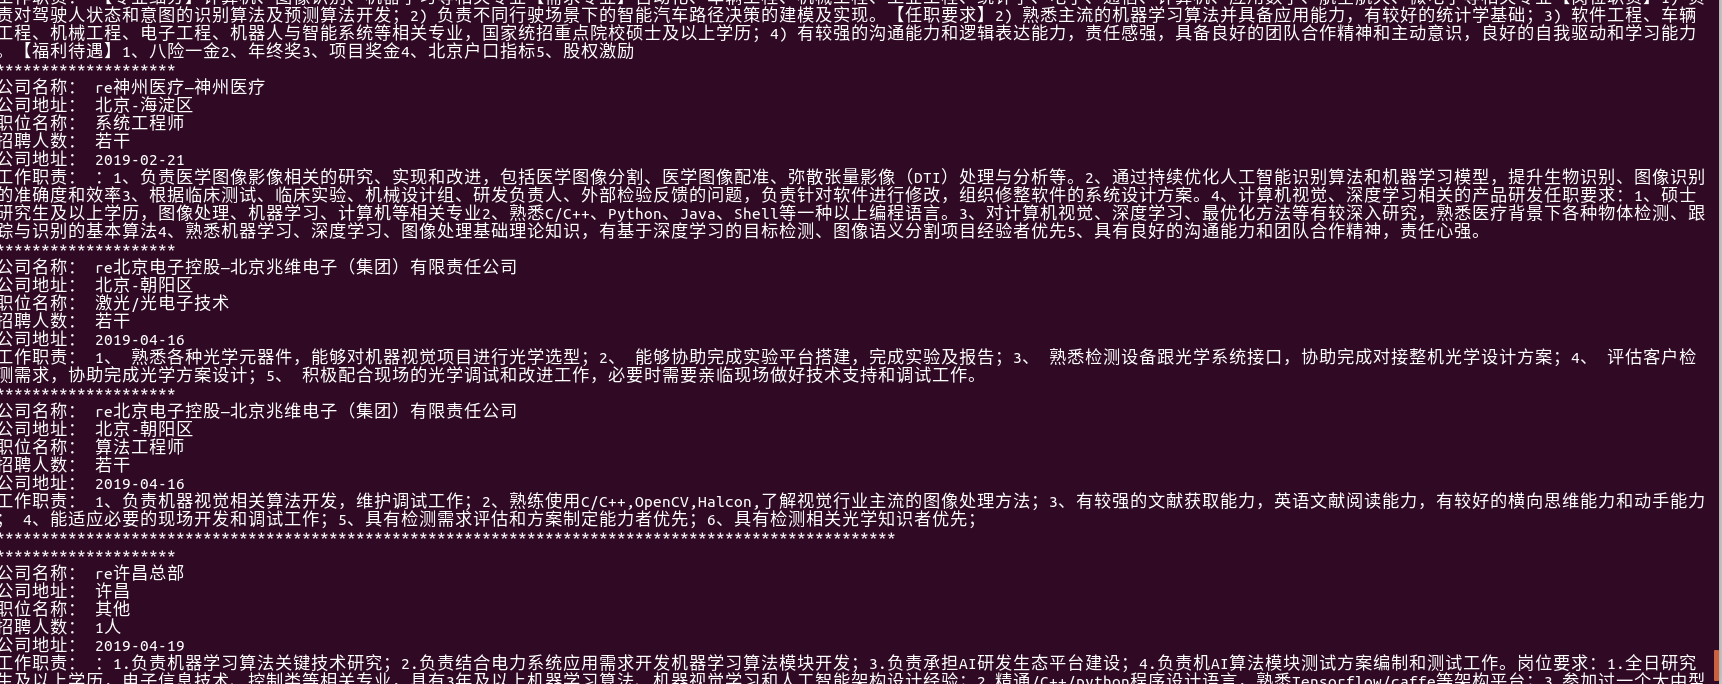 责对驾驶人状态和意图的识别算法及预测算法开发；2）负责不同行驶场景下的智能汽车路径决策的建模及实现。【任职要求】2）熟悉主流的机器学习算法并具备应用能力，有较好的统计学基础；3）软件工程、车辆
工程、机械工程、电子工程、机器人与智能系统等相关专业，国家统招重点院校硕士及以上学历；4）有较强的沟通能力和逻辑表达能力，责任感强，具备良好的团队合作精神和主动意识，良好的自我驱动和学习能力
。【福利待遇】1、八险一金2、年终奖3、项目奖金4、北京户口指标5、股权激励
********************
公司名称： re神州医疗—神州医疗
公司地址： 北京-海淀区
职位名称： 系统工程师
招聘人数： 若干
公司地址： 2019-02-21
工作职责： ：1、负责医学图像影像相关的研究、实现和改进，包括医学图像分割、医学图像配准、弥散张量影像（DTI）处理与分析等。2、通过持续优化人工智能识别算法和机器学习模型，提升生物识别、图像识别
的准确度和效率3、根据临床测试、临床实验、机械设计组、研发负责人、外部检验反馈的问题，负责针对软件进行修改，组织修整软件的系统设计方案。4、计算机视觉、深度学习相关的产品研发任职要求：1、硕士
研究生及以上学历，图像处理、机器学习、计算机等相关专业2、熟悉C/C++、Python、Java、Shell等一种以上编程语言。3、对计算机视觉、深度学习、最优化方法等有较深入研究，熟悉医疗背景下各种物体检测、跟
踪与识别的基本算法4、熟悉机器学习、深度学习、图像处理基础理论知识，有基于深度学习的目标检测、图像语义分割项目经验者优先5、具有良好的沟通能力和团队合作精神，责任心强。
********************
公司名称： re北京电子控股—北京兆维电子（集团）有限责任公司
公司地址： 北京-朝阳区
职位名称： 激光/光电子技术
招聘人数： 若干
公司地址： 2019-04-16
工作职责： 1、 熟悉各种光学元器件，能够对机器视觉项目进行光学选型；2、 能够协助完成实验平台搭建，完成实验及报告；3、 熟悉检测设备跟光学系统接口，协助完成对接整机光学设计方案；4、 评估客户检
测需求，协助完成光学方案设计；5、 积极配合现场的光学调试和改进工作，必要时需要亲临现场做好技术支持和调试工作。
********************
公司名称： re北京电子控股—北京兆维电子（集团）有限责任公司
公司地址： 北京-朝阳区
职位名称： 算法工程师
招聘人数： 若干
公司地址： 2019-04-16
工作职责： 1、负责机器视觉相关算法开发，维护调试工作；2、熟练使用C/C++,OpenCV,Halcon,了解视觉行业主流的图像处理方法；3、有较强的文献获取能力，英语文献阅读能力，有较好的横向思维能力和动手能力
； 4、能适应必要的现场开发和调试工作；5、具有检测需求评估和方案制定能力者优先；6、具有检测相关光学知识者优先；
****************************************************************************************************
********************
公司名称： re许昌总部
公司地址： 许昌
职位名称： 其他
招聘人数： 1人
公司地址： 2019-04-19
工作职责： ：1.负责机器学习算法关键技术研究；2.负责结合电力系统应用需求开发机器学习算法模块开发；3.负责承担AI研发生态平台建设；4.负责机AI算法模块测试方案编制和测试工作。岗位要求：1.全日研究
生及以上学历，电子信息技术、控制类等相关专业，具有3年及以上机器学习算法、机器视觉学习和人工智能架构设计经验；2.精通/C++/python程序设计语言，熟悉Tensorflow/caffe等架构平台；3.参加过一个大中型